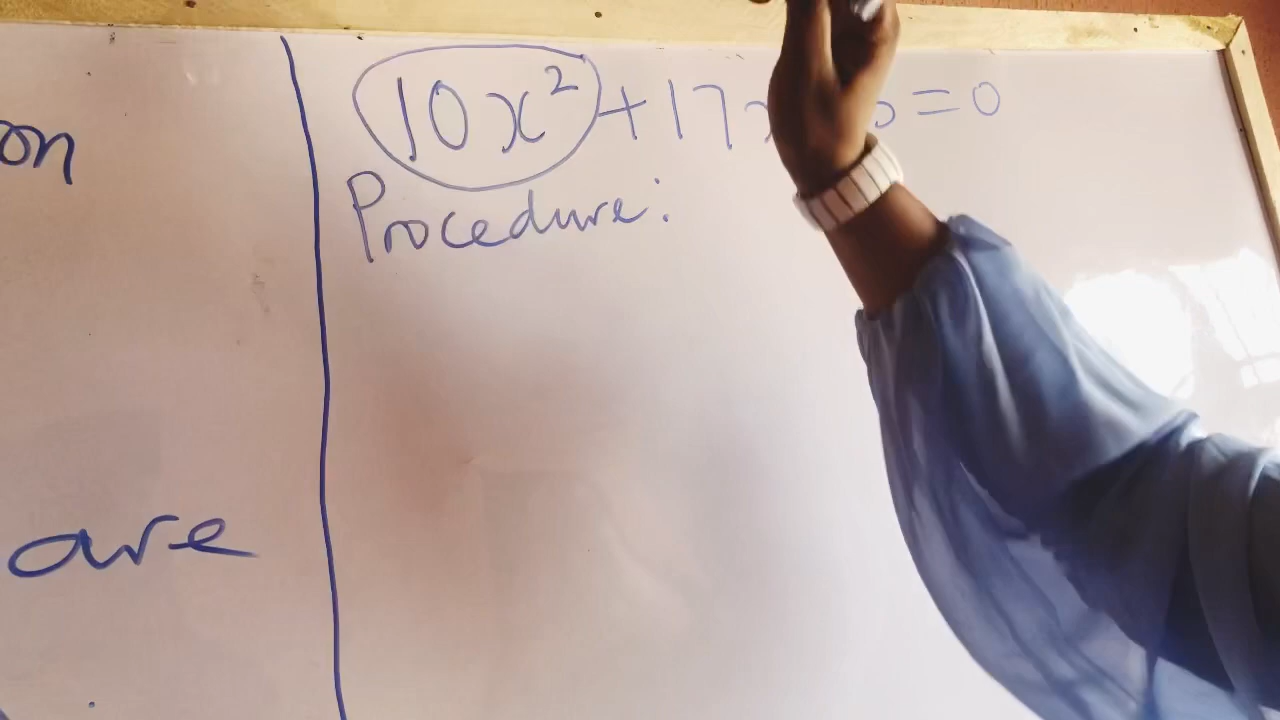 on
10x² + 17x = 0
Procedure:
are